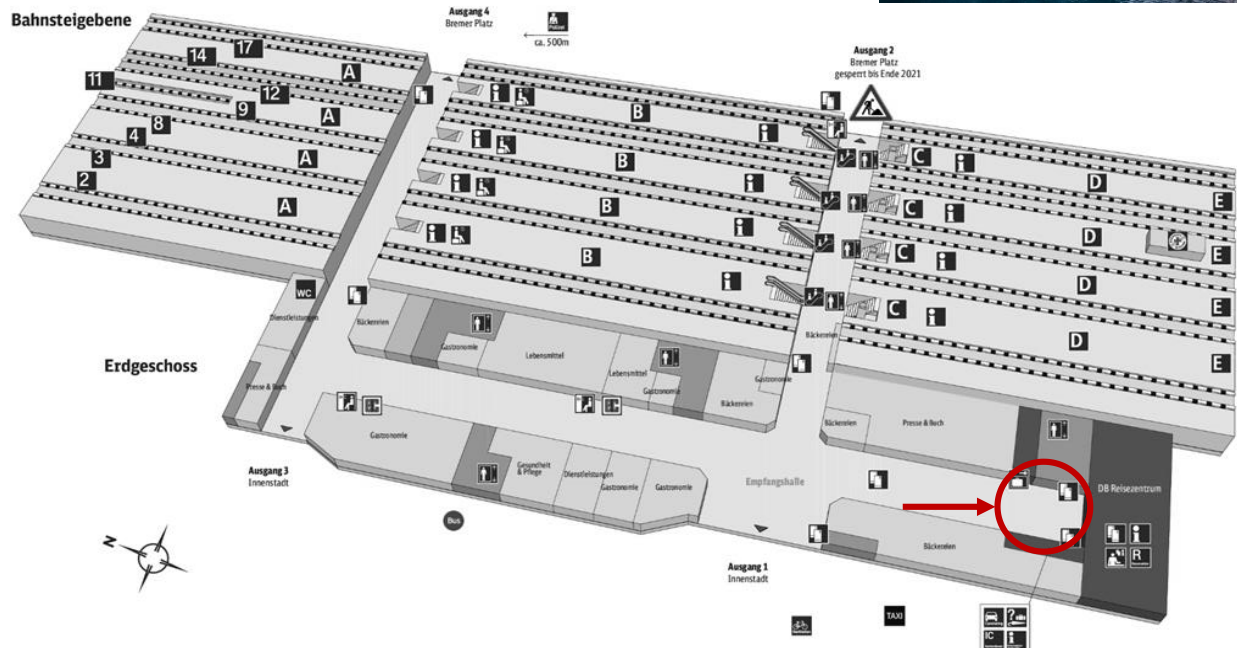 Bahnsteigebene
Ausgang 4
Bremer Platz
ca. 500m
Ausgang 2
Bremer Platz
gesperrt bis Ende 2021
17
14
12
11
9
8
4
3
2
A
A
A
A
B
B
B
B
C
C
C
C
D
D
D
D
E
E
E
E
WC
Dienstleistungen
Presse & Buch
Erdgeschoss
Bäckereien
Gastronomie
Lebensmittel
Lebensmittel
Gastronomie
Bäckereien
Gastronomie
Bäckereien
Bäckereien
Presse & Buch
Gastronomie
Gesundheit
& Pflege
Dienstleistungen
Gastronomie
Gastronomie
Empfangshalle
Bäckereien
DB Reisezentrum
R
Ausgang 3
Innenstadt
Bus
Ausgang 1
Innenstadt
TAXI
IC
N